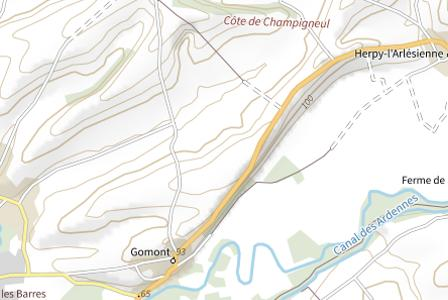 Côte de Champigneul
Herpy-l'Arlésienne
100
Ferme de
Canal des Ardennes
Gomont
93
les Barres
65